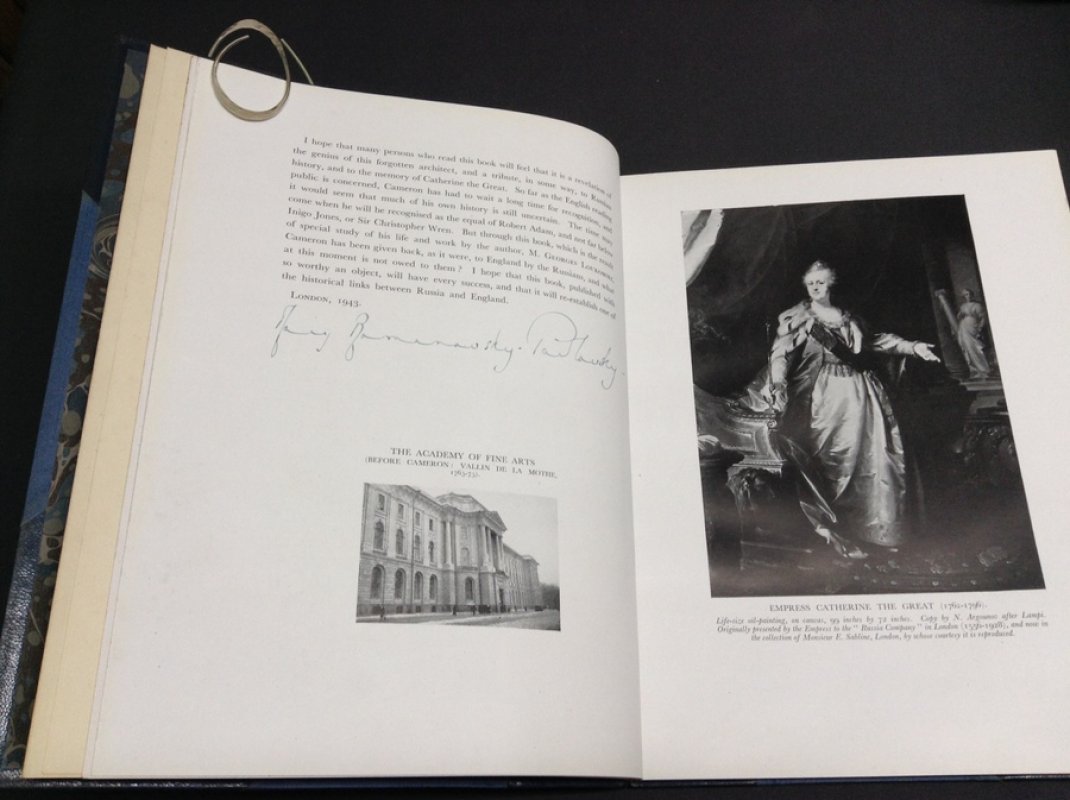 I hope that many persons who read this book will feel that it is a revelation of
the genius of this forgotten architect, and a tribute, in some way, to Russian
history, and to the memory of Catherine the Great. So far as the English reading
public is concerned, Cameron has had to wait a long time for recognition, and
it would seem that much of his own history is still uncertain. The time may
come when he will be recognised as the equal of Robert Adam, and not far below
Inigo Jones, or Sir Christopher Wren. But through this book, which is the result
of special study of his life and work by the author, M. Georges Loukomski,
Cameron has been given back, as it were, to England by the Russians, and what
at this moment is not owed to them? I hope that this book, published with
so worthy an object, will have every success, and that it will re-establish one of
the historical links between Russia and England.
London, 1943.
Romanowsky-Pawlowsky.
THE ACADEMY OF FINE ARTS
(BEFORE CAMERON: VALLIN DE LA MOTHE,
EMPRESS CATHERINE THE GREAT (1762-1796).
Life-size oil-painting, on canvas, 99 inches by 72 inches. Copy by N. Argounov after Lampi.
Originally presented by the Empress to the "Russia Company" in London, and now in
the collection of Monsieur E. Sabline, London, by whose courtesy it is reproduced.